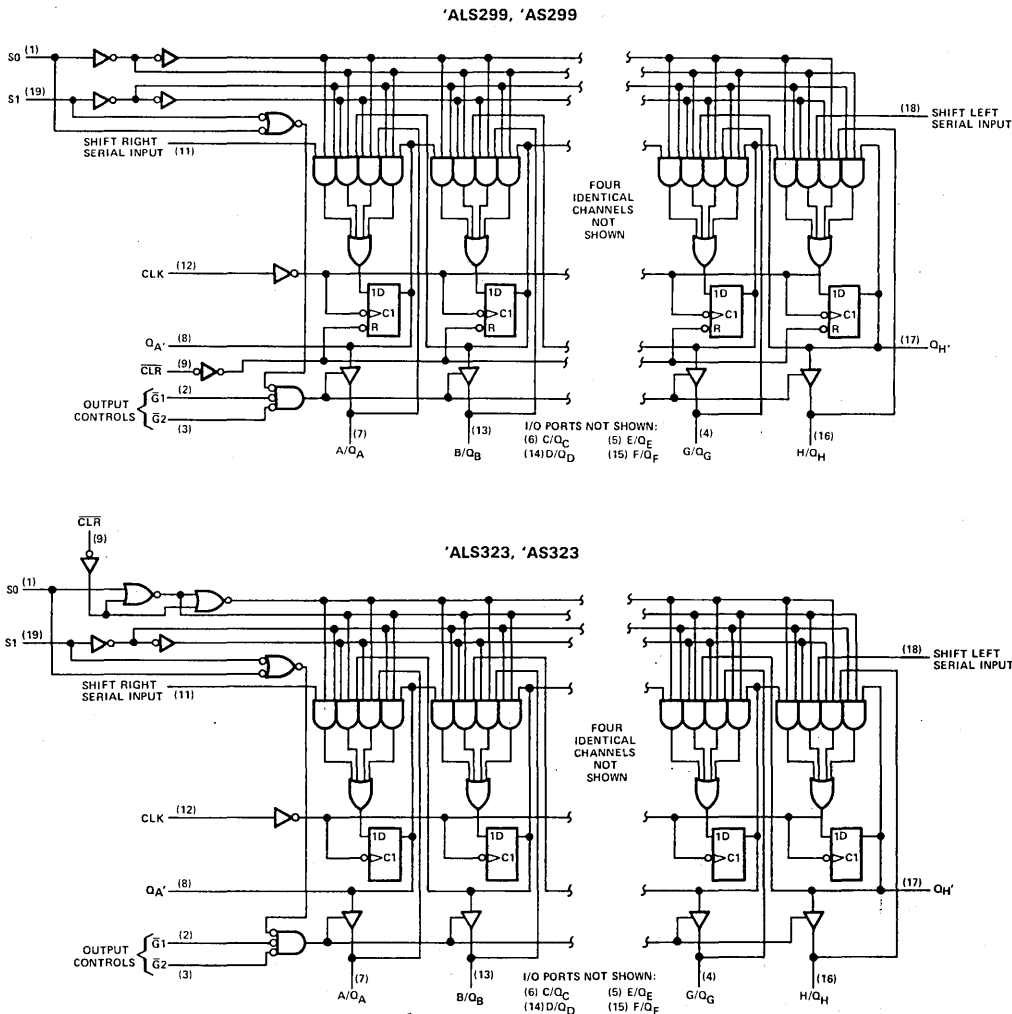 'ALS299, 'AS299
S0 (1)
S1 (19)
(18) SHIFT LEFT
SERIAL INPUT
SHIFT RIGHT
SERIAL INPUT (11)
FOUR
IDENTICAL
CHANNELS
NOT
SHOWN
CLK (12)
1D 1D 1D 1D
C1 C1 C1 C1
R R R R
QA' (8)
(17) QH'
CLR (9)
OUTPUT
CONTROLS
G1 (2)
G2 (3)
(7) (13) (4) (16)
A/QA B/QB G/QG H/QH
I/O PORTS NOT SHOWN:
(6) C/QC (5) E/QE
(14) D/QD (15) F/QF
CLR
(9)
'ALS323, 'AS323
S0 (1)
S1 (19)
(18) SHIFT LEFT
SERIAL INPUT
SHIFT RIGHT
SERIAL INPUT (11)
FOUR
IDENTICAL
CHANNELS
NOT
SHOWN
CLK (12)
1D 1D 1D 1D
C1 C1 C1 C1
QA' (8)
(17) QH'
OUTPUT
CONTROLS
G1 (2)
G2 (3)
(7) (13) (4) (16)
A/QA B/QB G/QG H/QH
I/O PORTS NOT SHOWN:
(6) C/QC (5) E/QE
(14) D/QD (15) F/QF